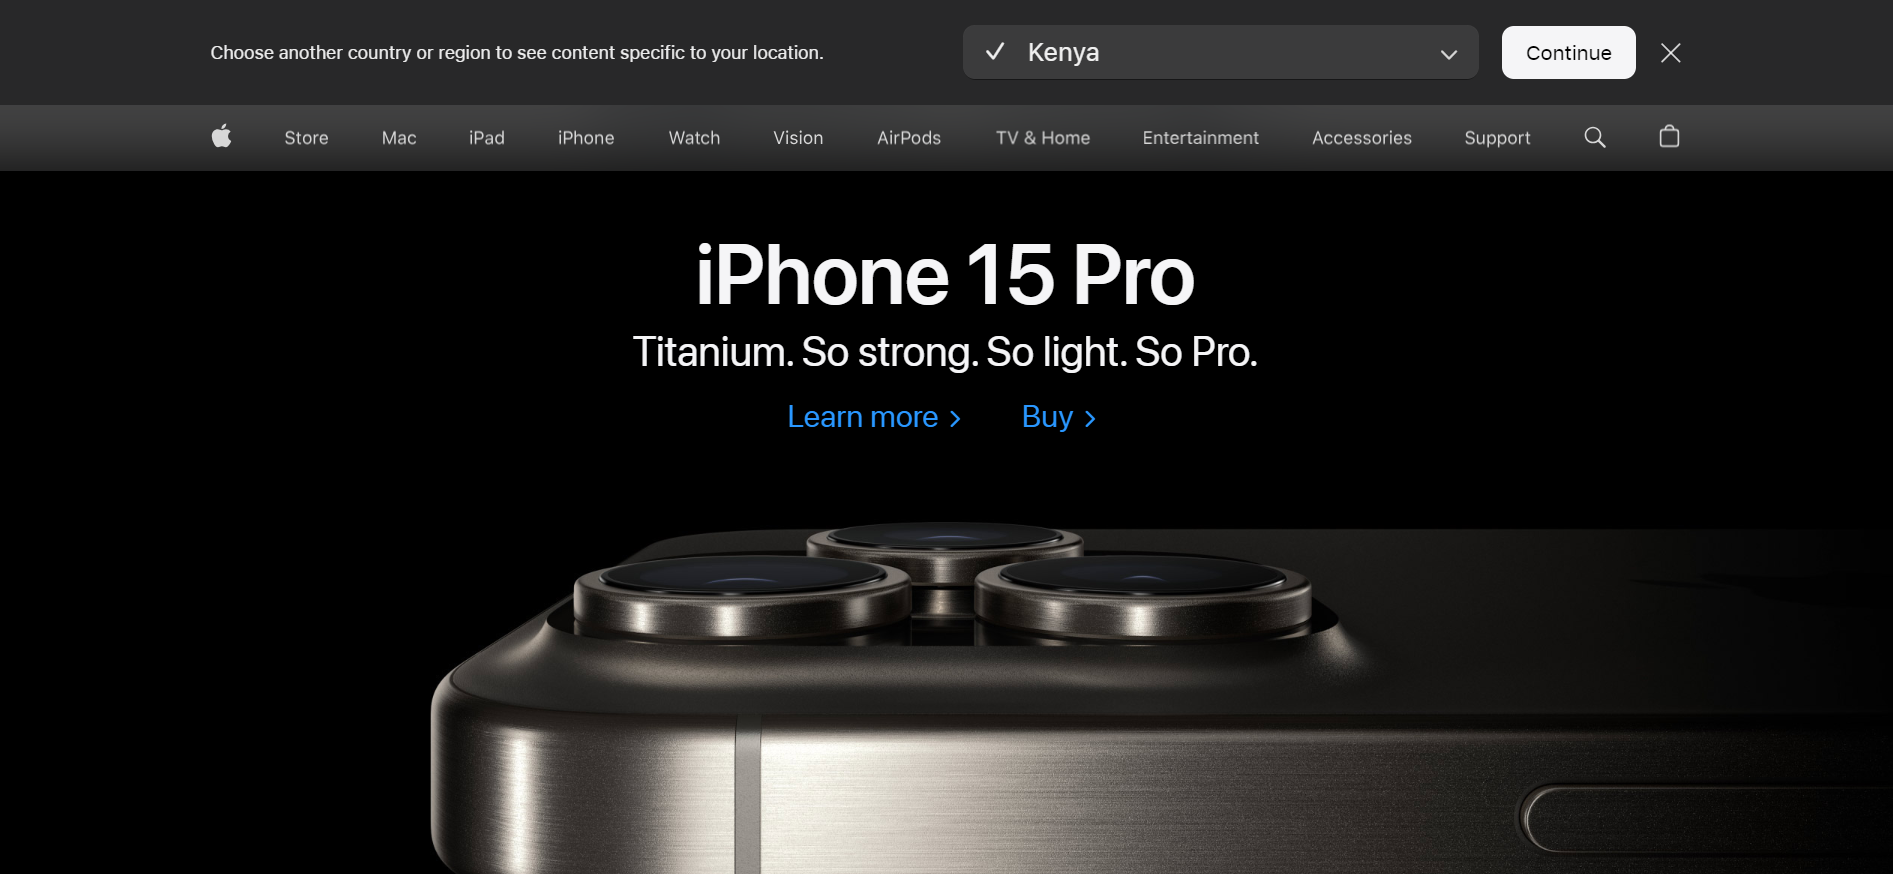 Choose another country or region to see content specific to your location.
Kenya
Continue
Store Mac iPad iPhone Watch Vision AirPods TV & Home Entertainment Accessories Support
iPhone 15 Pro
Titanium. So strong. So light. So Pro.
Learn more Buy